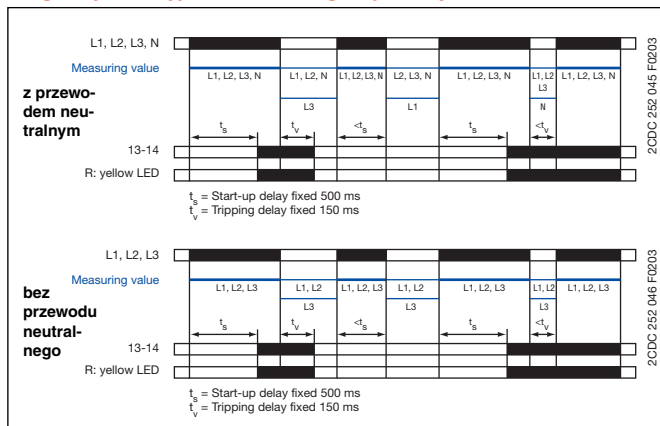 L1, L2, L3, N
Measuring value
L1, L2, L3, N
L1, L2, N
L1, L2, L3, N
L2, L3, N
L1, L2, L3, N
L1, L2
L1, L2, L3, N
L3
L1
L3
N
z przewo-
dem neu-
tralnym
ts
tv
<ts
ts
<tv
13-14
R: yellow LED
ts = Start-up delay fixed 500 ms
tv = Tripping delay fixed 150 ms
2CDC 252 045 F0203
L1, L2, L3
Measuring value
L1, L2, L3
L1, L2
L1, L2, L3
L1, L2
L1, L2, L3
L1, L2
L1, L2, L3
L3
L3
L3
bez
przewodu
neutral-
nego
ts
tv
<ts
ts
<tv
13-14
R: yellow LED
ts = Start-up delay fixed 500 ms
tv = Tripping delay fixed 150 ms
2CDC 252 046 F0203